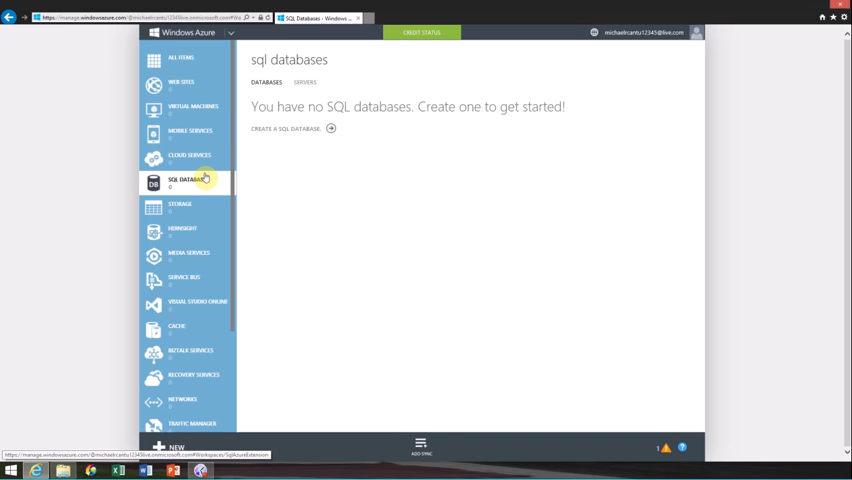 https://manage.windowsazure.com/@michaelrcantu12345live.onmicrosoft.com#Wo
SQL Databases - Windows ...
Windows Azure
CREDIT STATUS
michaelrcantu12345@live.com
ALL ITEMS
WEB SITES
0
VIRTUAL MACHINES
0
MOBILE SERVICES
0
CLOUD SERVICES
0
DB
SQL DATABASES
0
STORAGE
0
HDINSIGHT
0
MEDIA SERVICES
0
SERVICE BUS
0
VISUAL STUDIO ONLINE
0
CACHE
0
BIZTALK SERVICES
0
RECOVERY SERVICES
0
NETWORKS
0
TRAFFIC MANAGER
sql databases
DATABASES SERVERS
You have no SQL databases. Create one to get started!
CREATE A SQL DATABASE.
NEW
ADD SYNC
1
?
https://manage.windowsazure.com/@michaelrcantu12345live.onmicrosoft.com#Workspaces/SqlAzureExtension